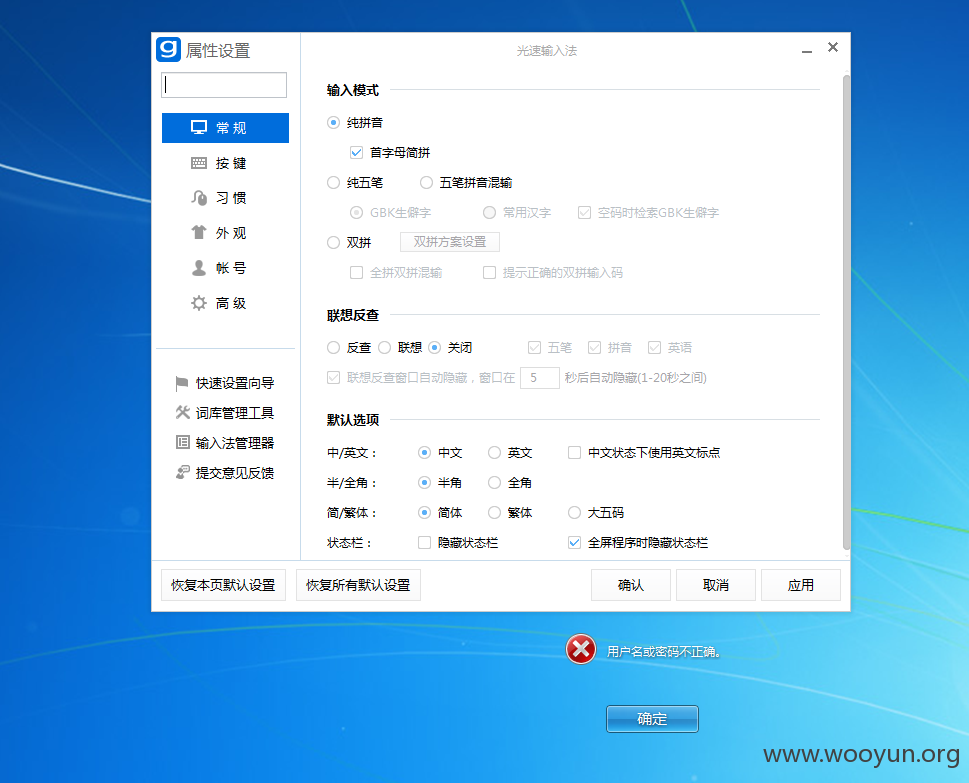 属性设置
光速输入法
常 规
按 键
习 惯
外 观
帐 号
高 级
快速设置向导
词库管理工具
输入法管理器
提交意见反馈
输入模式
纯拼音
首字母简拼
纯五笔 五笔拼音混输
GBK生僻字 常用汉字 空码时检索GBK生僻字
双拼 双拼方案设置
全拼双拼混输 提示正确的双拼输入码
联想反查
反查 联想 关闭 五笔 拼音 英语
联想反查窗口自动隐藏，窗口在 5 秒后自动隐藏(1-20秒之间)
默认选项
中/英文： 中文 英文 中文状态下使用英文标点
半/全角： 半角 全角
简/繁体： 简体 繁体 大五码
状态栏： 隐藏状态栏 全屏程序时隐藏状态栏
恢复本页默认设置 恢复所有默认设置 确认 取消 应用
用户名或密码不正确。
确定
www.wooyun.org